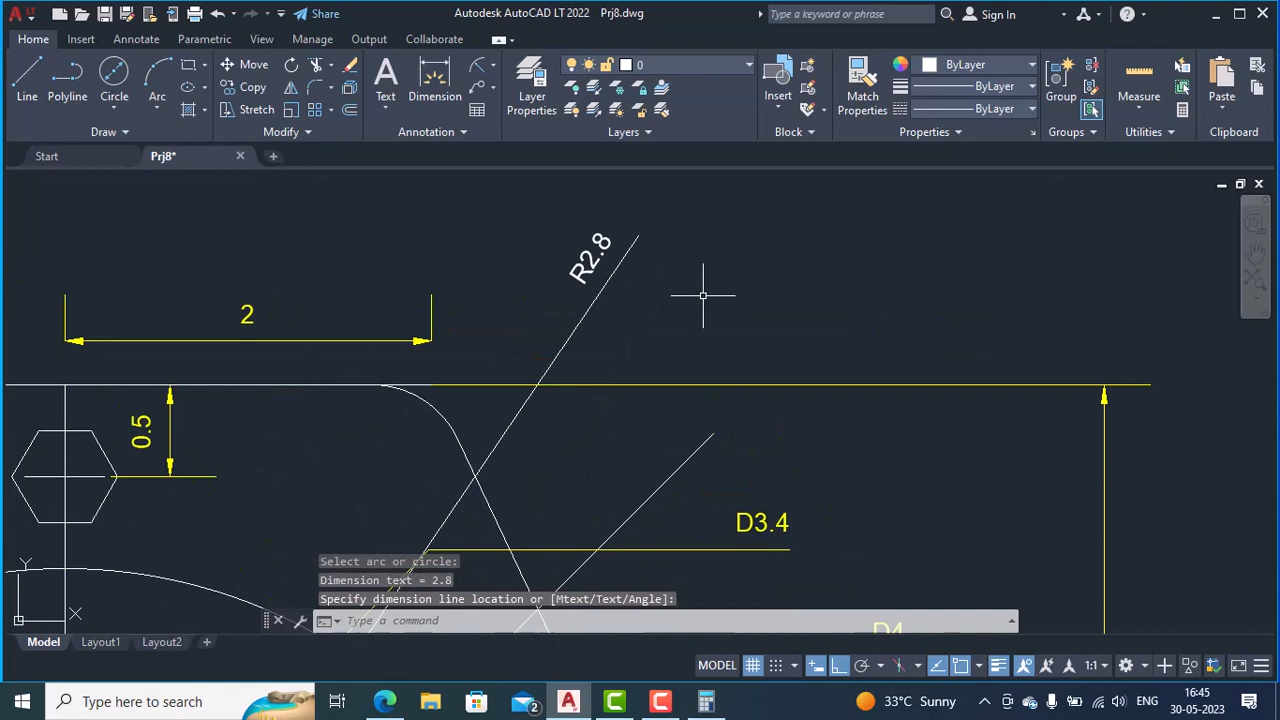 Share
Autodesk AutoCAD LT 2022 Prj8.dwg
Type a keyword or phrase
Sign In
Home Insert Annotate Parametric View Manage Output Collaborate
Line
Polyline
Circle
Arc
Draw
Move
Copy
Stretch
Modify
Text
Dimension
Annotation
Layer
Properties
0
Layers
Insert
Block
Match
Properties
ByLayer
ByLayer
ByLayer
Properties
Group
Groups
Measure
Utilities
Paste
Clipboard
Start
Prj8*
R2.8
2
0.5
D3.4
Y
X
D4
Select arc or circle:
Dimension text = 2.8
Specify dimension line location or [Mtext/Text/Angle]:
Type a command
Model Layout1 Layout2
MODEL
1:1
Type here to search
2
33°C Sunny
ENG
16:45
30-05-2023